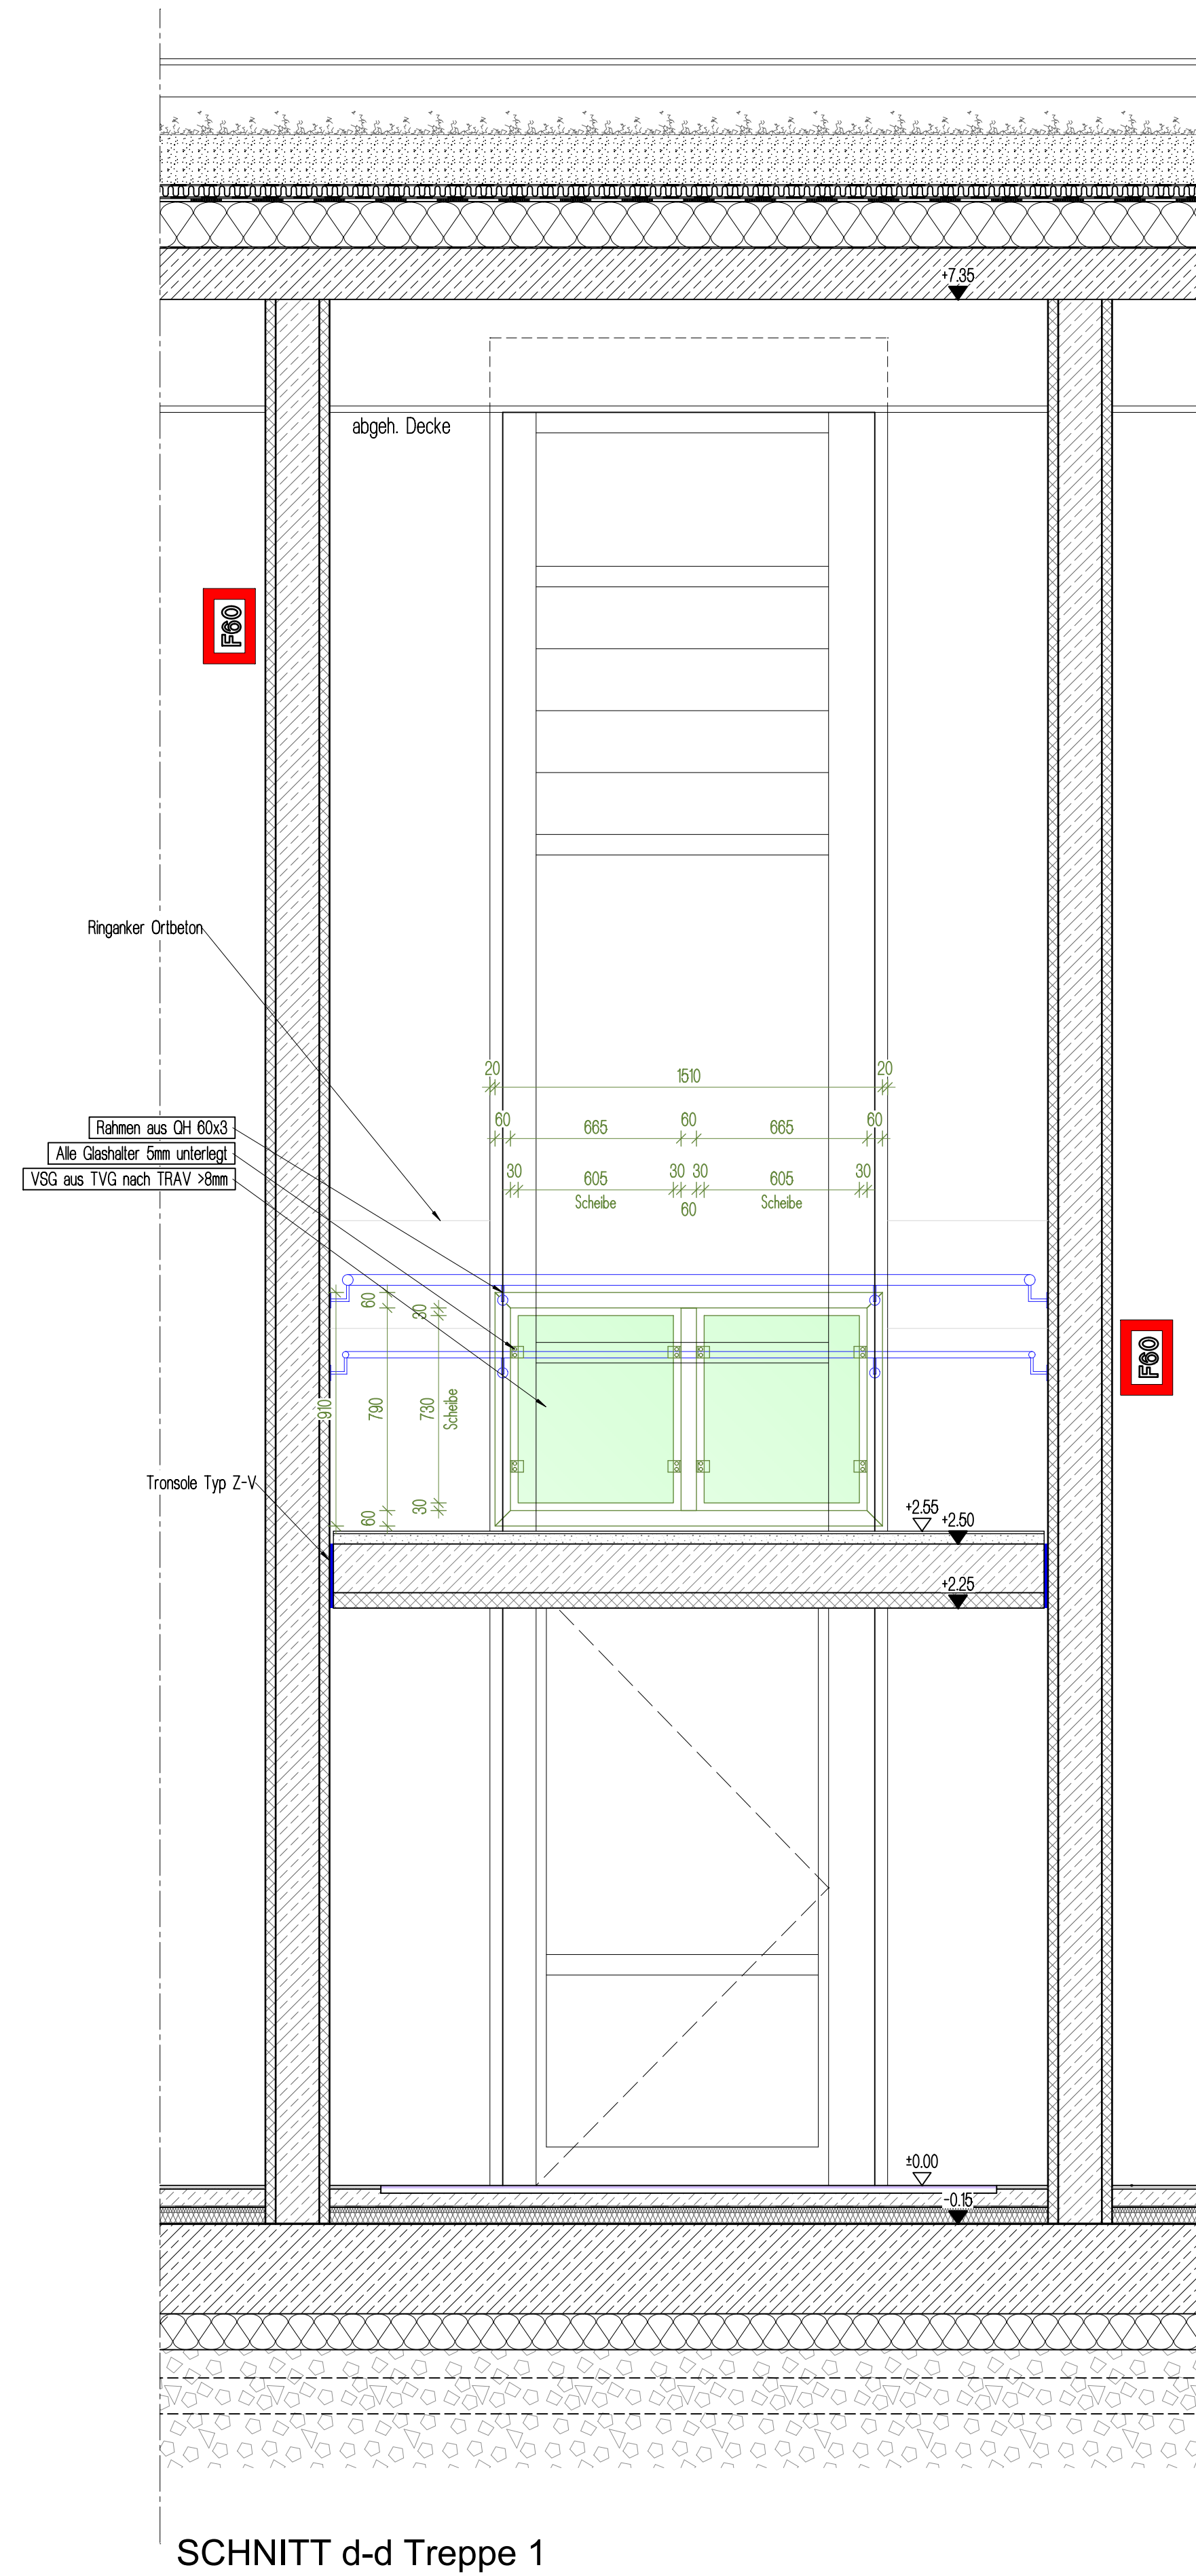 +7.35
abgeh. Decke
F60
Ringanker Ortbeton
20 1510 20
Rahmen aus QH 60x3
60 665 60 665 60
Alle Glashalter 5mm unterlegt
VSG aus TVG nach TRAV >8mm
30 605 30 30 605 30
Scheibe 60 Scheibe
60 30
F60
910 790 730 Scheibe
Tronsole Typ Z-V
60 30
+2.55
+2.50
+2.25
±0.00
-0.15
SCHNITT d-d Treppe 1